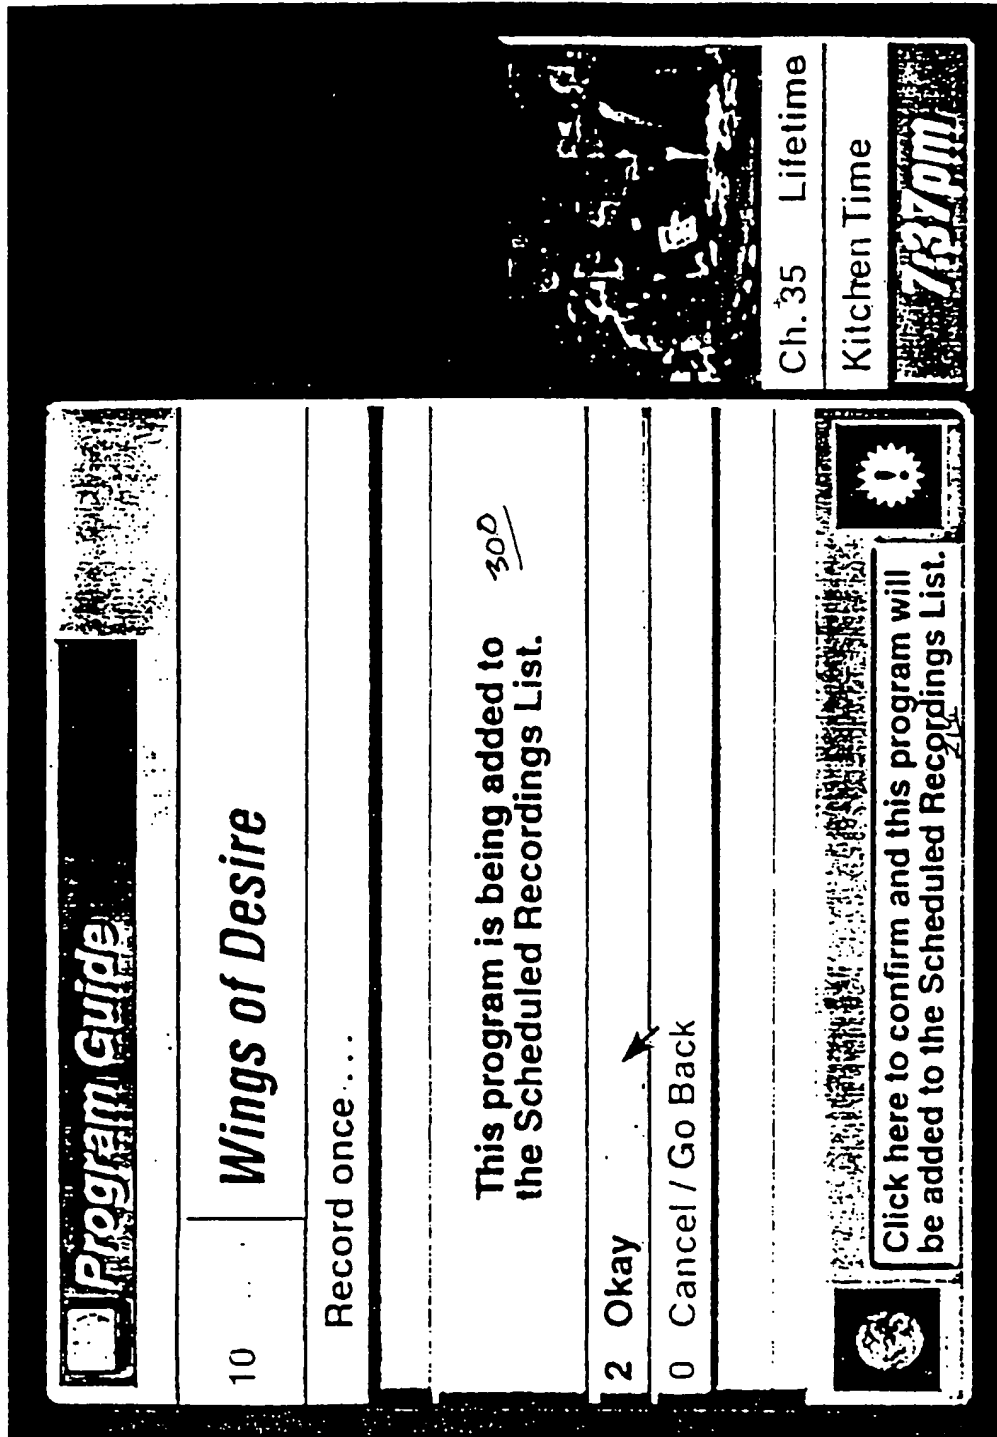 Program Guide
10 Wings of Desire
Record once...
This program is being added to
the Scheduled Recordings List.
300
2 Okay
0 Cancel / Go Back
Click here to confirm and this program will
be added to the Scheduled Recordings List.
Ch. 35 Lifetime
Kitchen Time
7:37pm